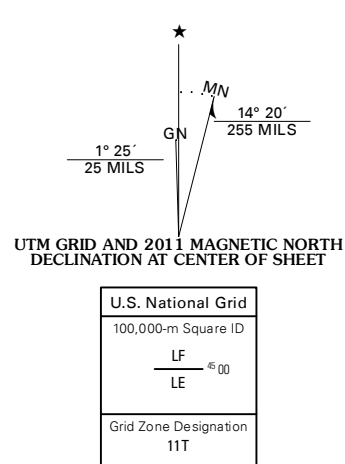 ★
MN
GN
14° 20´
255 MILS
1° 25´
25 MILS
UTM GRID AND 2011 MAGNETIC NORTH
DECLINATION AT CENTER OF SHEET
U.S. National Grid
100,000-m Square ID
LF
45 00
LE
Grid Zone Designation
11T